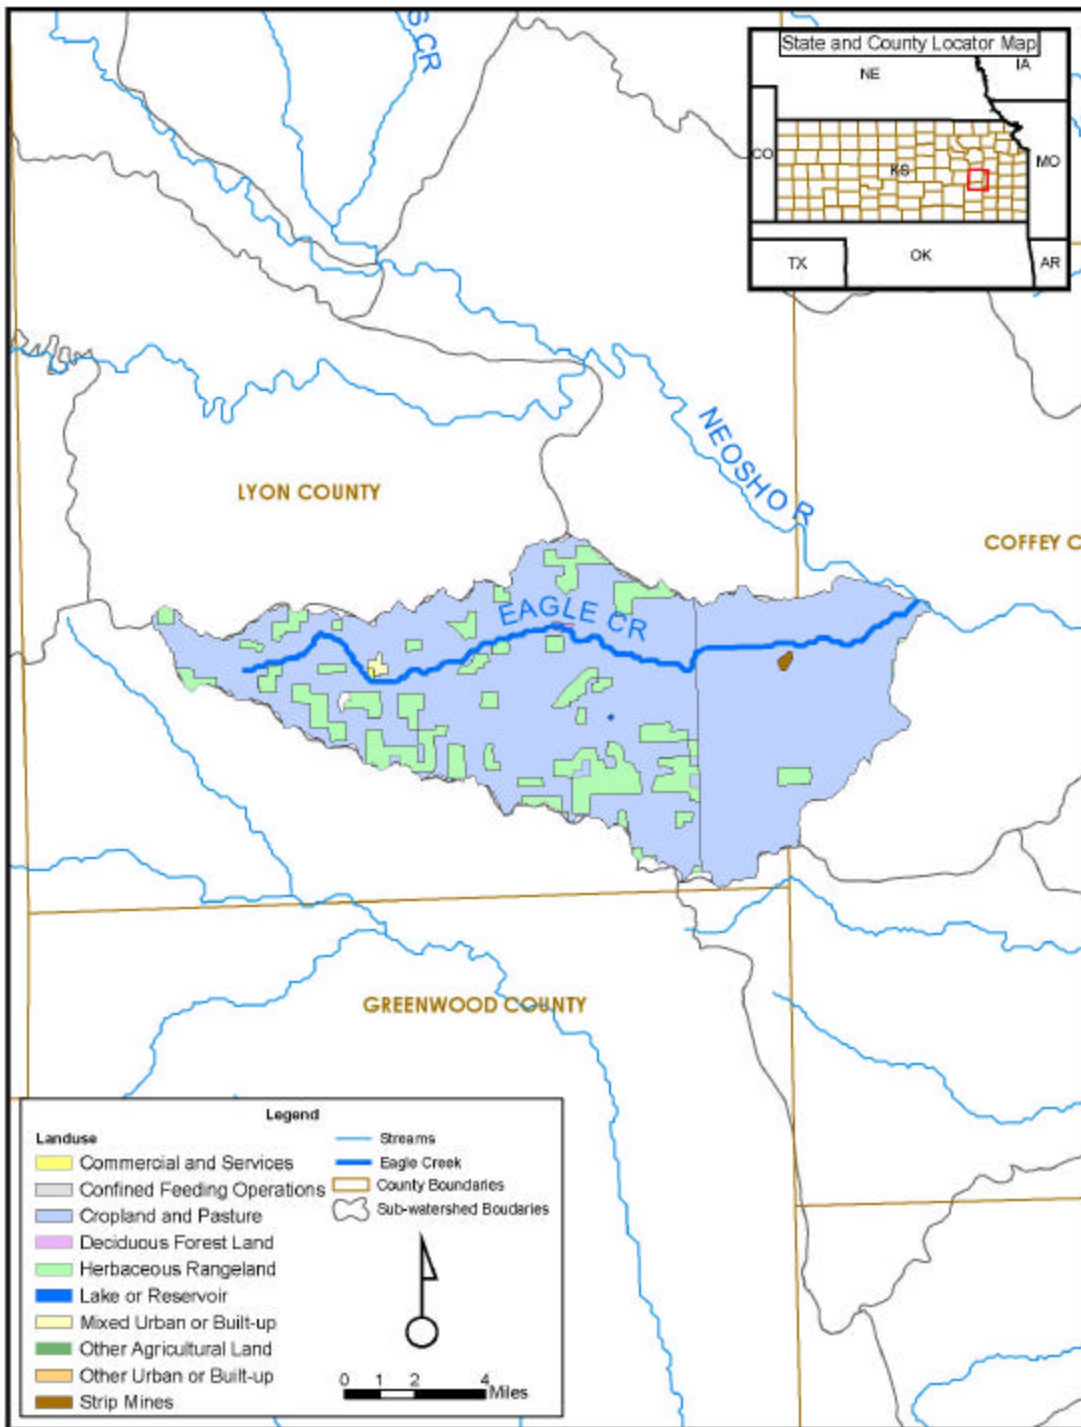 S CR
State and County Locator Map
NE
IA
CO
KS
MO
TX
OK
AR
NEOSHO R
LYON COUNTY
COFFEY C
EAGLE CR
GREENWOOD COUNTY
Legend
Landuse
Commercial and Services
Confined Feeding Operations
Cropland and Pasture
Deciduous Forest Land
Herbaceous Rangeland
Lake or Reservoir
Mixed Urban or Built-up
Other Agricultural Land
Other Urban or Built-up
Strip Mines
Streams
Eagle Creek
County Boundaries
Sub-watershed Boudaries
0 1 2 4
Miles